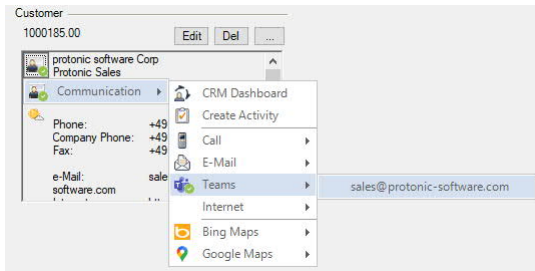 Customer
1000185.00
Edit
Del
...
protonic software Corp
Protonic Sales
Communication
Phone: +49
Company Phone: +49
Fax: +49
e-Mail: sale
software.com
CRM Dashboard
Create Activity
Call
E-Mail
Teams
sales@protonic-software.com
Internet
Bing Maps
Google Maps